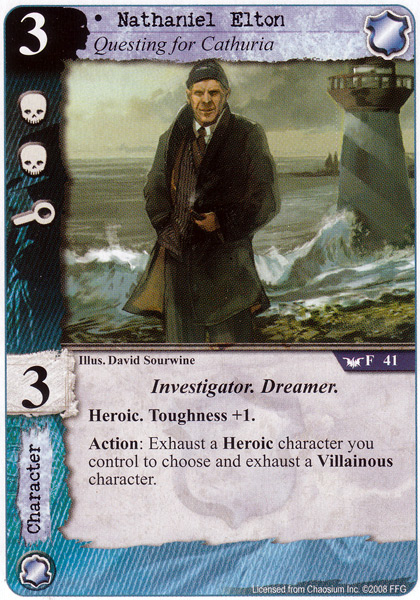 3
• Nathaniel Elton
Questing for Cathuria
Illus. David Sourwine
F 41
3
Investigator. Dreamer.
Heroic. Toughness +1.
Action: Exhaust a Heroic character you
control to choose and exhaust a Villainous
character.
Character
Licensed from Chaosium Inc. ©2008 FFG